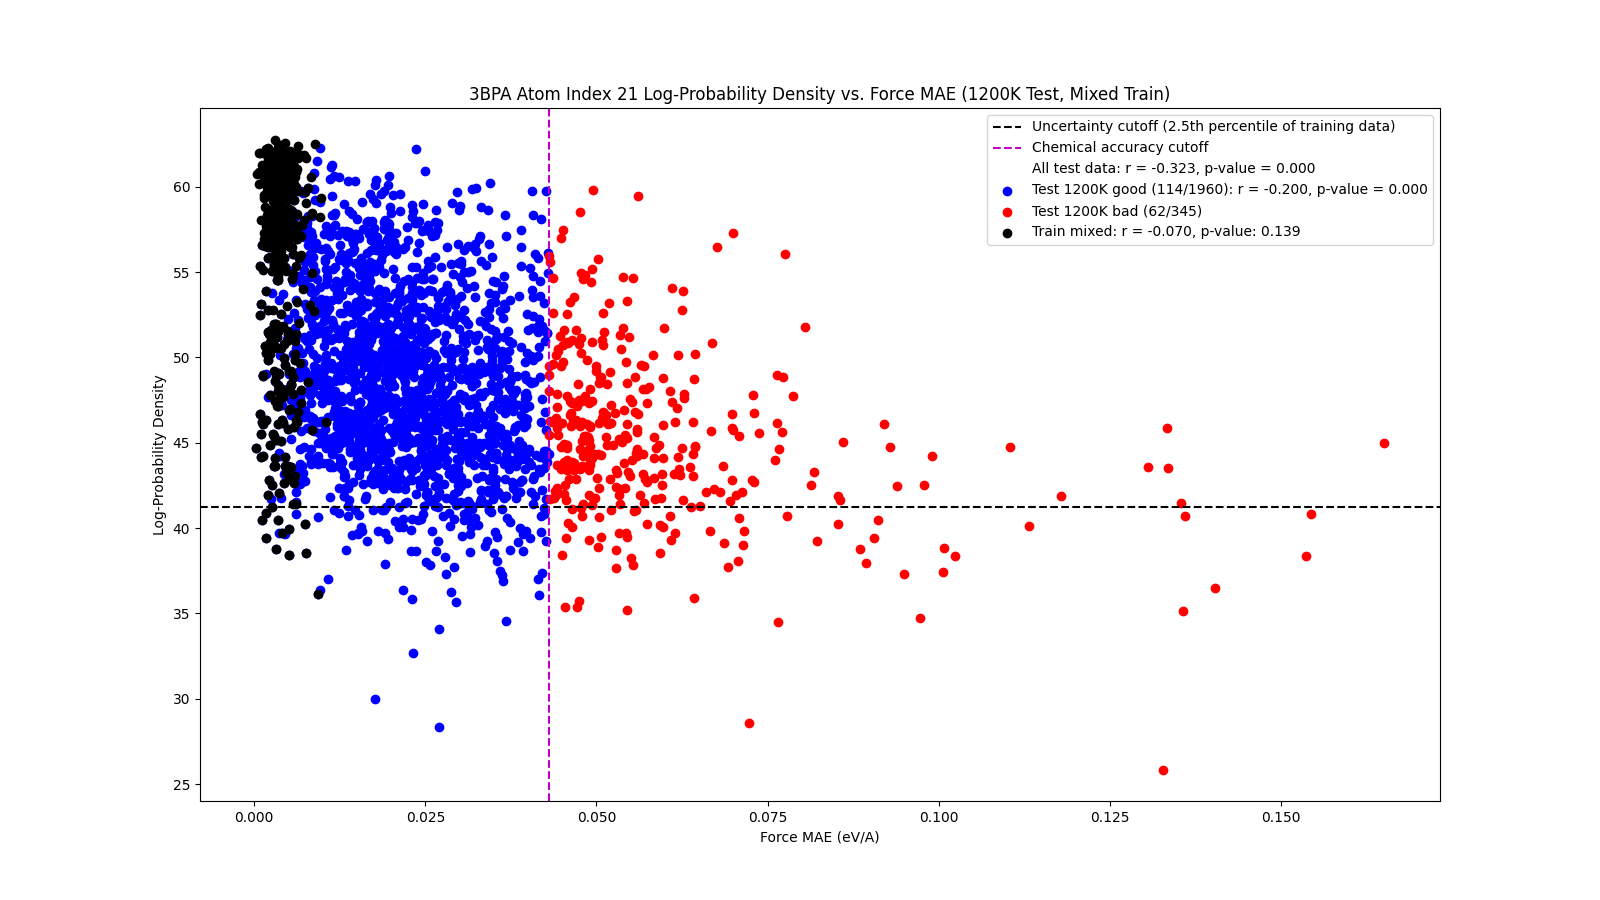 3BPA Atom Index 21 Log-Probability Density vs. Force MAE (1200K Test, Mixed Train)
Uncertainty cutoff (2.5th percentile of training data)
Chemical accuracy cutoff
All test data: r = -0.323, p-value = 0.000
Test 1200K good (114/1960): r = -0.200, p-value = 0.000
Test 1200K bad (62/345)
Train mixed: r = -0.070, p-value: 0.139
Log-Probability Density
60
55
50
45
40
35
30
25
0.000 0.025 0.050 0.075 0.100 0.125 0.150
Force MAE (eV/A)